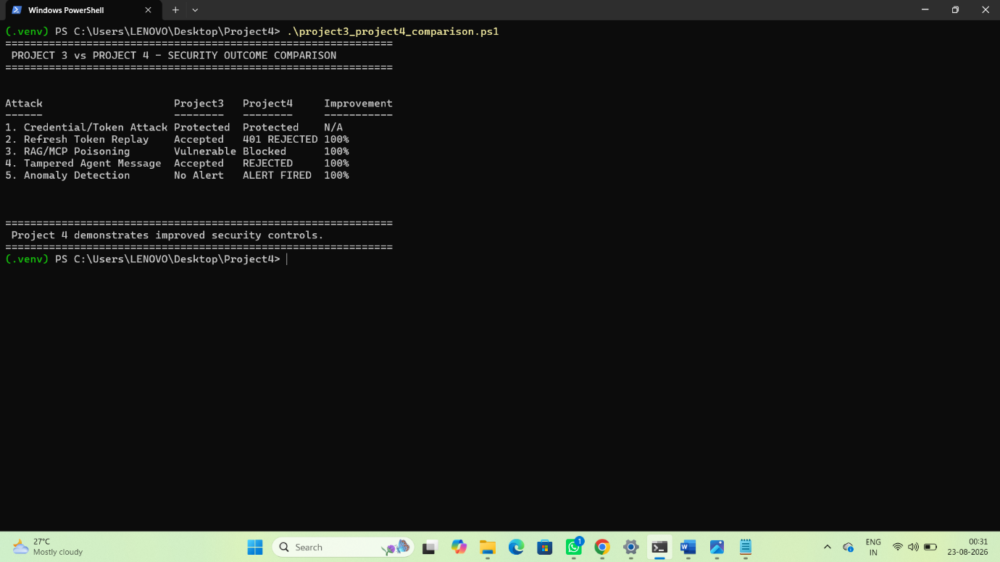 Windows PowerShell
(.venv) PS C:\Users\LENOVO\Desktop\Project4> .\project3_project4_comparison.ps1
==============================================================
 PROJECT 3 vs PROJECT 4 - SECURITY OUTCOME COMPARISON
==============================================================
Attack                     Project3   Project4     Improvement
------                     --------   --------     -----------
1. Credential/Token Attack Protected  Protected    N/A
2. Refresh Token Replay    Accepted   401 REJECTED 100%
3. RAG/MCP Poisoning       Vulnerable Blocked      100%
4. Tampered Agent Message  Accepted   REJECTED     100%
5. Anomaly Detection       No Alert   ALERT FIRED  100%
==============================================================
 Project 4 demonstrates improved security controls.
==============================================================
(.venv) PS C:\Users\LENOVO\Desktop\Project4>
27°C
Mostly cloudy
Search
1
ENG
IN
00:31
23-08-2026